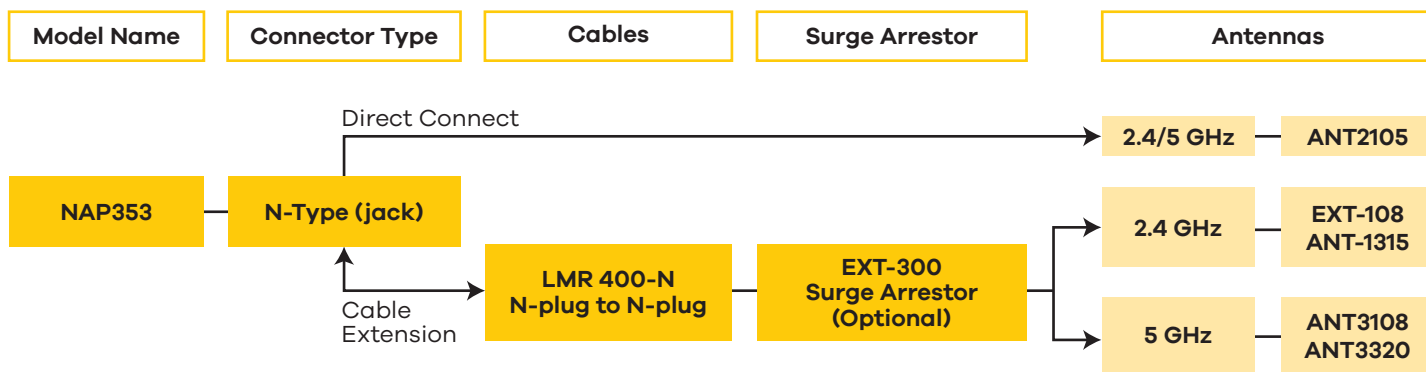 Model Name
Connector Type
Cables
Surge Arrestor
Antennas
Direct Connect
2.4/5 GHz
ANT2105
NAP353
N-Type (jack)
2.4 GHz
EXT-108
ANT-1315
Cable
Extension
LMR 400-N
N-plug to N-plug
EXT-300
Surge Arrestor
(Optional)
5 GHz
ANT3108
ANT3320